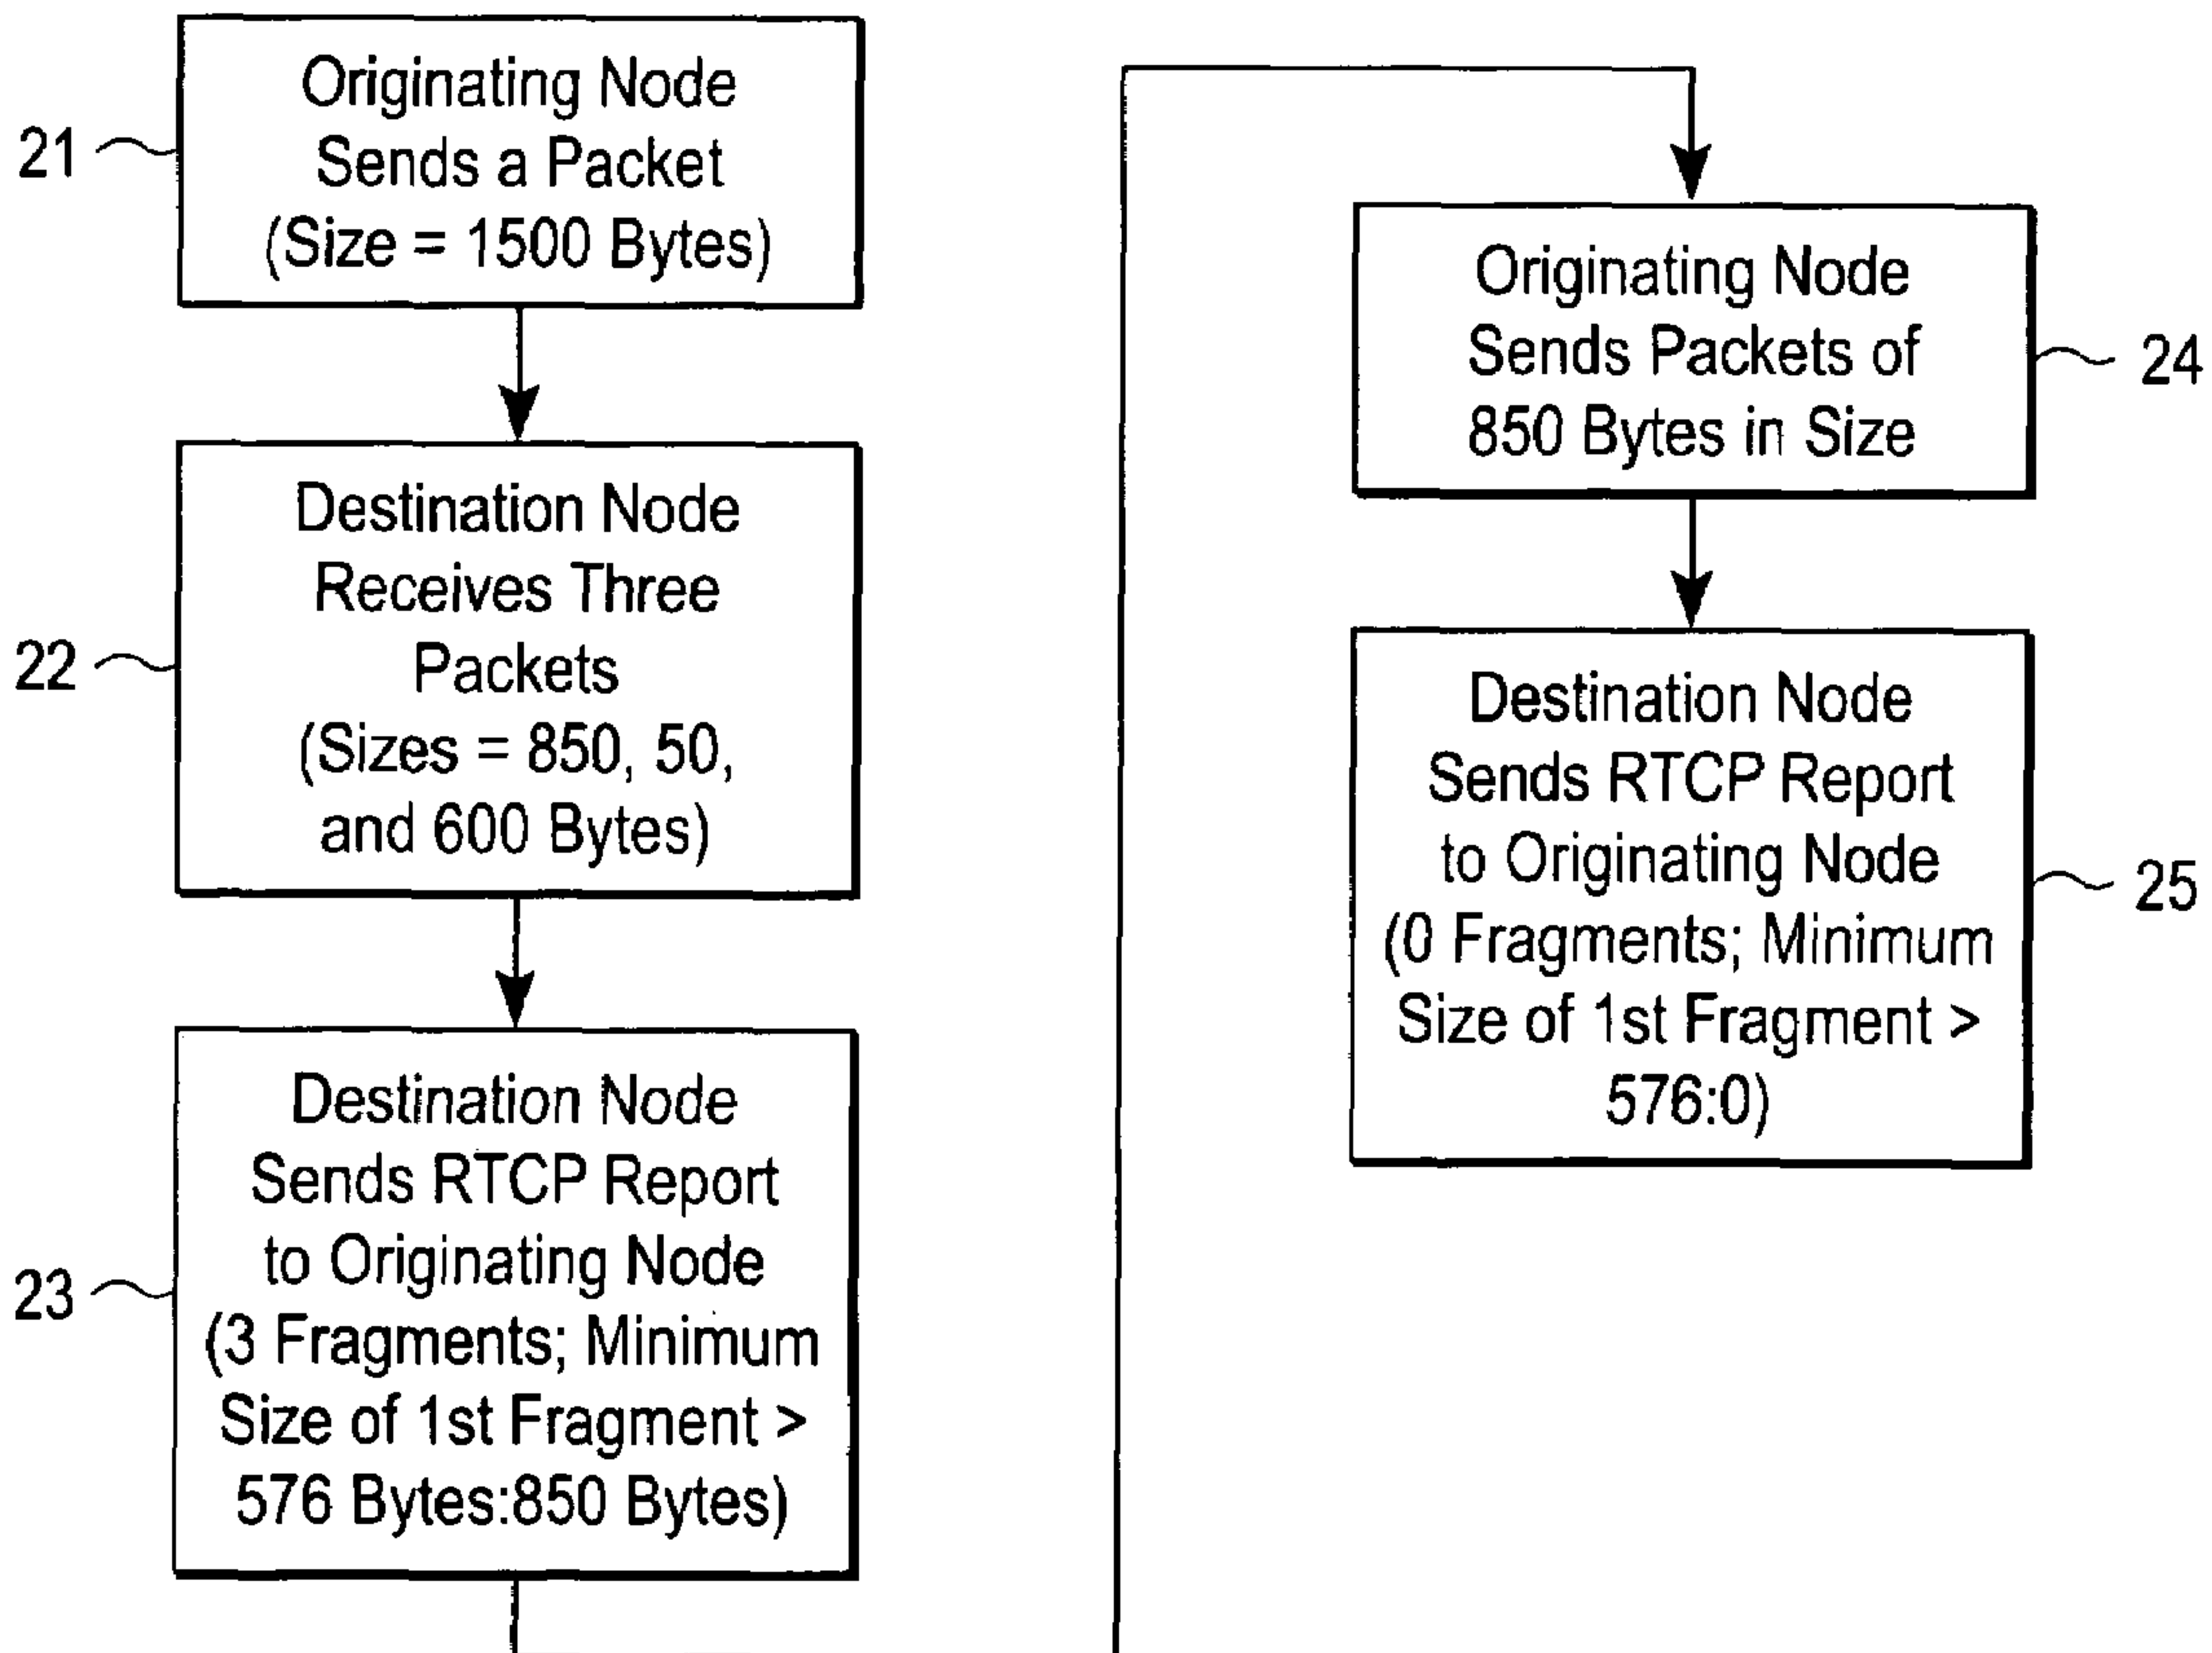 21
Originating Node
Sends a Packet
(Size = 1500 Bytes)
22
Destination Node
Receives Three
Packets
(Sizes = 850, 50,
and 600 Bytes)
23
Destination Node
Sends RTCP Report
to Originating Node
(3 Fragments; Minimum
Size of 1st Fragment >
576 Bytes:850 Bytes)
Originating Node
Sends Packets of
850 Bytes in Size
24
Destination Node
Sends RTCP Report
to Originating Node
(0 Fragments; Minimum
Size of 1st Fragment >
576:0)
25